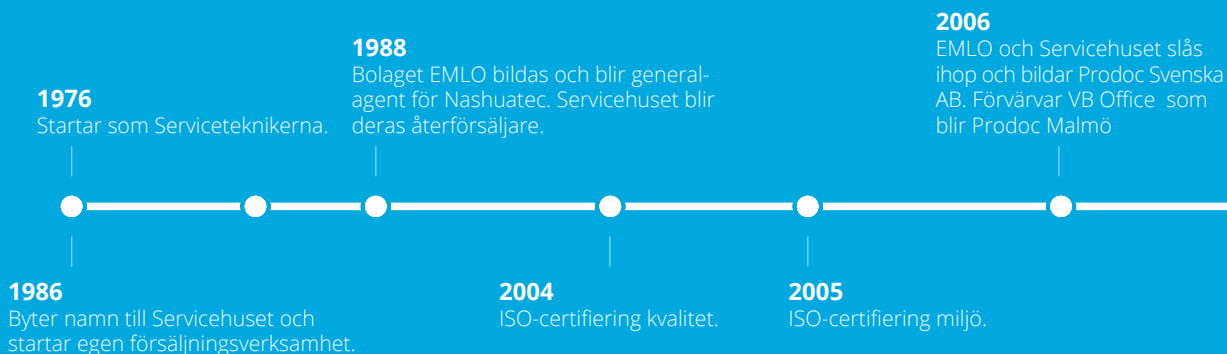 1976
Startar som Serviceteknikerna.
1986
Byter namn till Servicehuset och
startar egen försäljningsverksamhet.
1988
Bolaget EMLO bildas och blir general-
agent för Nashuatec. Servicehuset blir
deras återförsäljare.
2004
ISO-certifiering kvalitet.
2005
ISO-certifiering miljö.
2006
EMLO och Servicehuset slås
ihop och bildar Prodoc Svenska
AB. Förvärvar VB Office  som
blir Prodoc Malmö